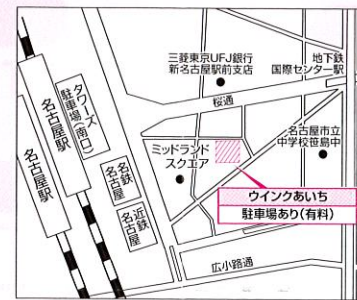 三菱東京UFJ銀行
新名古屋駅前支店
地下鉄
国際センター駅
桜通
タワーズ
駐車場(南口)
名古屋駅
名古屋駅
名鉄
名古屋
近鉄
名古屋
ミッドランド
スクエア
名古屋市立
中学校笹島中
ウインクあいち
駐車場あり(有料)
広小路通